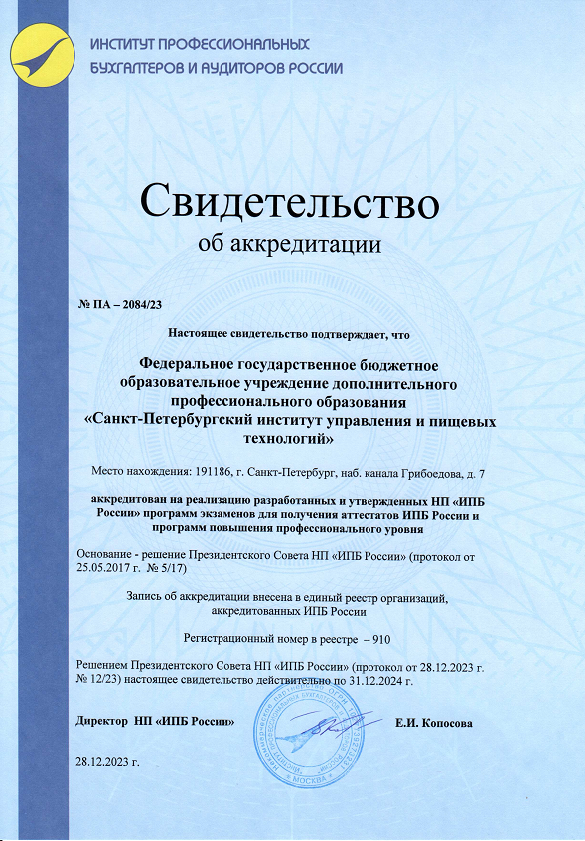 ИНСТИТУТ ПРОФЕССИОНАЛЬНЫХ
БУХГАЛТЕРОВ И АУДИТОРОВ РОССИИ
Свидетельство
об аккредитации
№ ПА – 2084/23
Настоящее свидетельство подтверждает, что
Федеральное государственное бюджетное
образовательное учреждение дополнительного
профессионального образования
«Санкт-Петербургский институт управления и пищевых
технологий»
Место нахождения: 191186, г. Санкт-Петербург, наб. канала Грибоедова, д. 7
аккредитован на реализацию разработанных и утвержденных НП «ИПБ
России» программ экзаменов для получения аттестатов ИПБ России и
программ повышения профессионального уровня
Основание - решение Президентского Совета НП «ИПБ России» (протокол от
25.05.2017 г. № 5/17)
Запись об аккредитации внесена в единый реестр организаций,
аккредитованных ИПБ России
Регистрационный номер в реестре – 910
Решением Президентского Совета НП «ИПБ России» (протокол от 28.12.2023 г.
№ 12/23) настоящее свидетельство действительно по 31.12.2024 г.
Директор НП «ИПБ России»
Е.И. Копосова
Некоммерческое партнерство ОГРН
МОСКВА
28.12.2023 г.